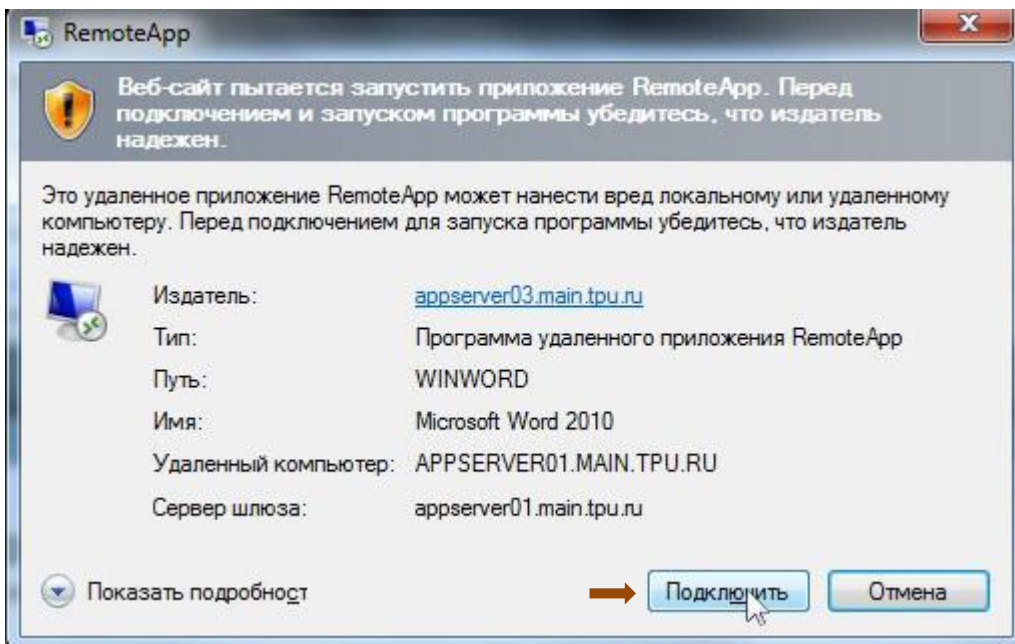 RemoteApp
Веб-сайт пытается запустить приложение RemoteApp. Перед
подключением и запуском программы убедитесь, что издатель
надежен.
Это удаленное приложение RemoteApp может нанести вред локальному или удаленному
компьютеру. Перед подключением для запуска программы убедитесь, что издатель
надежен.
Издатель: appserver03.main.tpu.ru
Тип: Программа удаленного приложения RemoteApp
Путь: WINWORD
Имя: Microsoft Word 2010
Удаленный компьютер: APPSERVER01.MAIN.TPU.RU
Сервер шлюза: appserver01.main.tpu.ru
Показать подробност Подключить Отмена